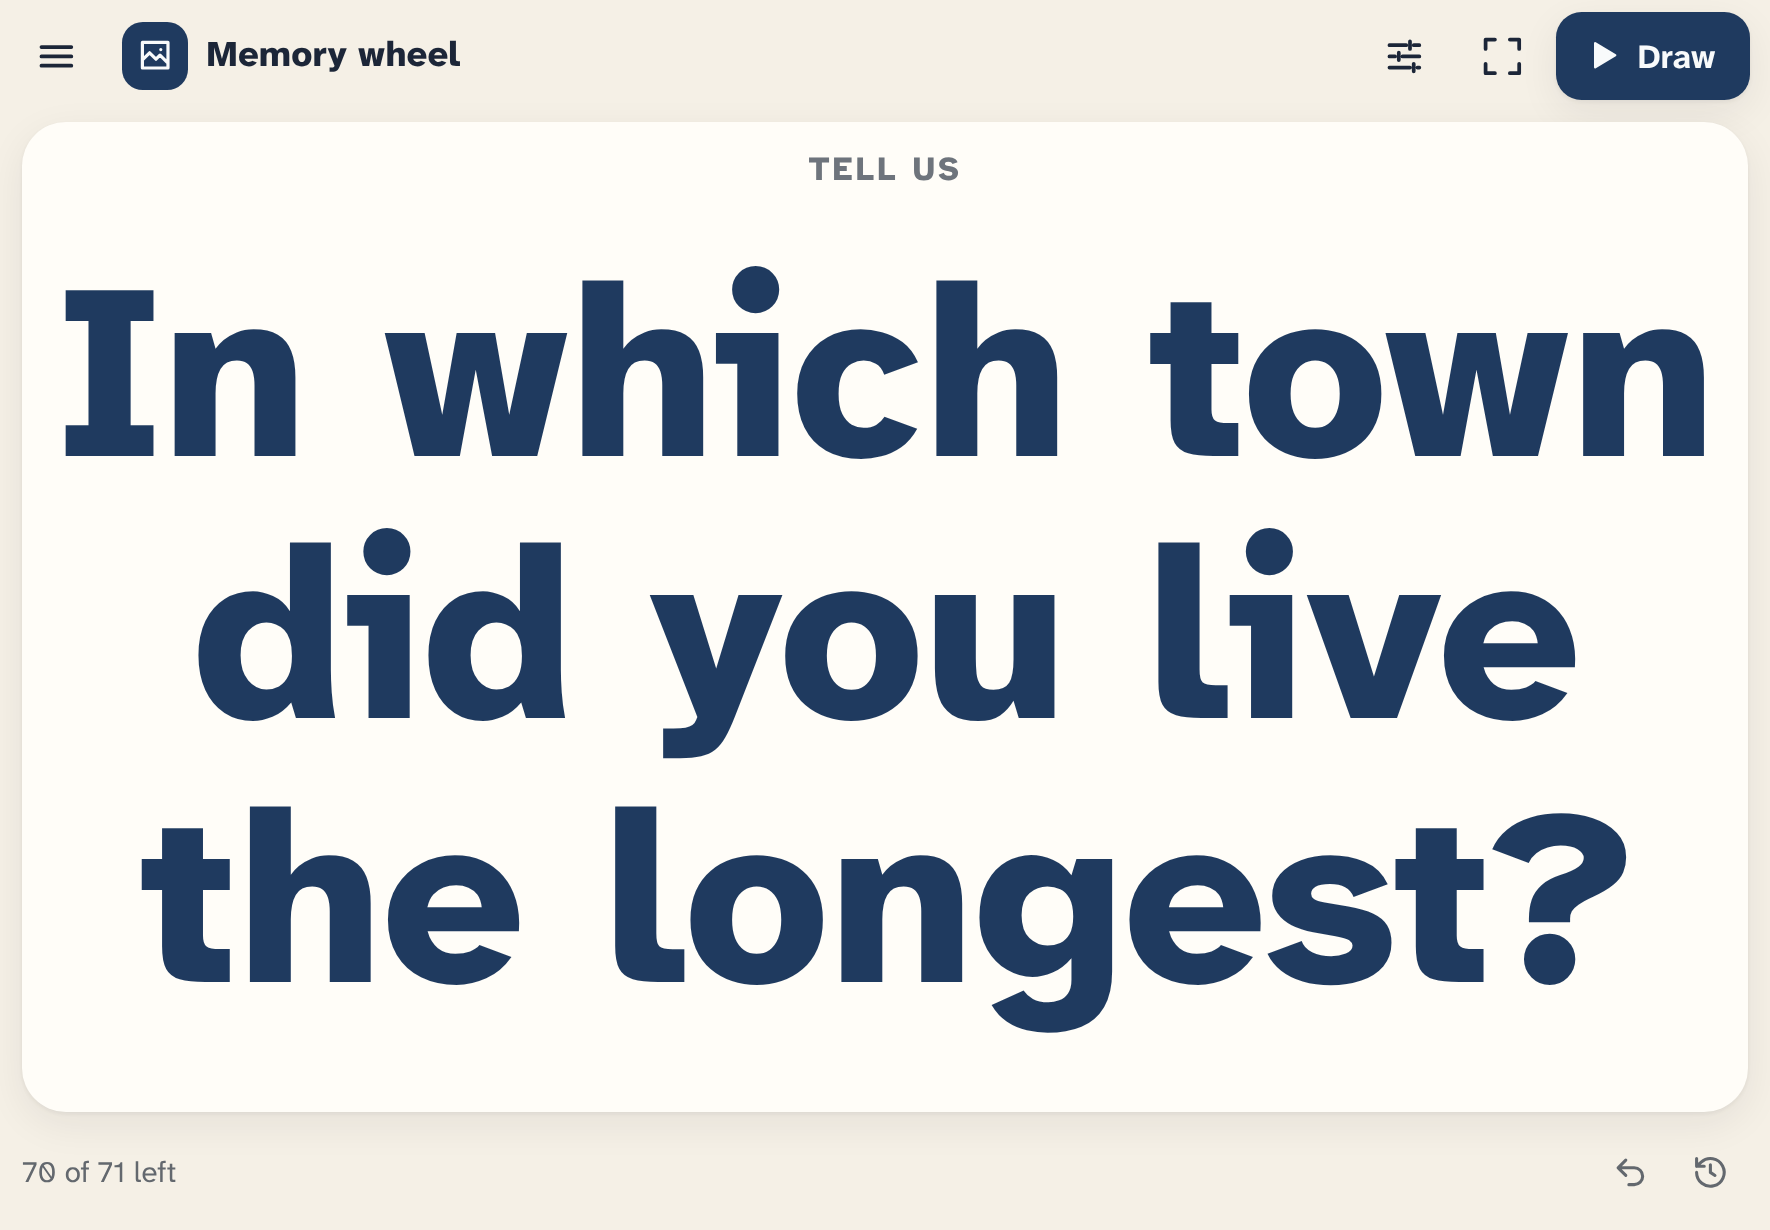 Memory wheel
Draw
TELL US
In which town
did you live
the longest?
70 of 71 left